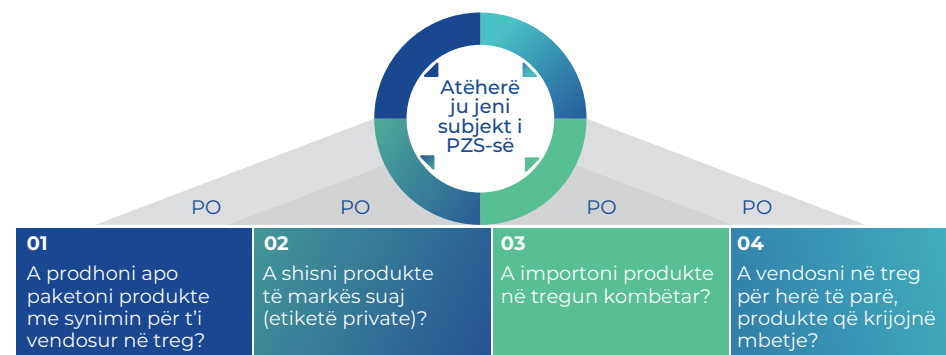 Atëherë
ju jeni
subjekt i
PZS-së
PO
PO
PO
PO
01
A prodhoni apo
paketoni produkte
me synimin për t'i
vendosur në treg?
02
A shisni produkte
të markës suaj
(etiketë private)?
03
A importoni produkte
në tregun kombëtar?
04
A vendosni në treg
për herë të parë,
produkte që krijojnë
mbetje?